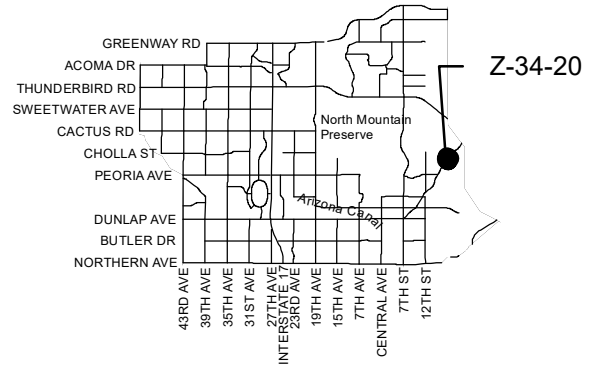 GREENWAY RD
ACOMA DR
THUNDERBIRD RD
SWEETWATER AVE
CACTUS RD
CHOLLA ST
PEORIA AVE
DUNLAP AVE
BUTLER DR
NORTHERN AVE
Z-34-20
North Mountain
Preserve
Arizona Canal
43RD AVE
39TH AVE
35TH AVE
31ST AVE
27TH AVE
INTERSTATE 17
23RD AVE
19TH AVE
15TH AVE
7TH AVE
CENTRAL AVE
7TH ST
12TH ST